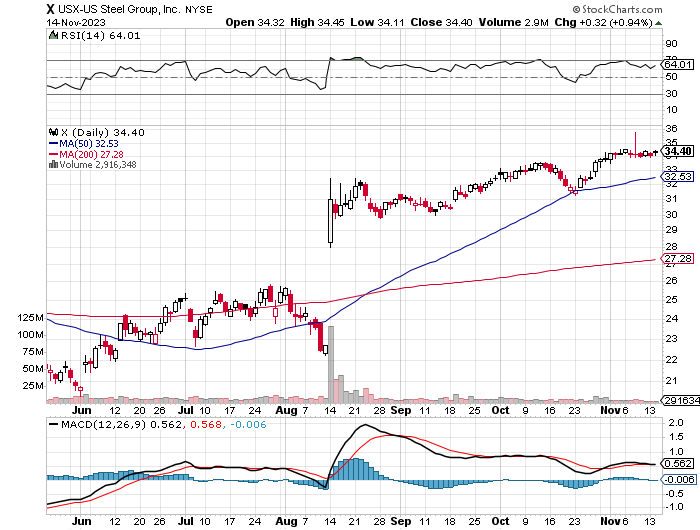 X USX-US Steel Group, Inc. NYSE © StockCharts.com
14-Nov-2023 Open 34.32 High 34.45 Low 34.11 Close 34.40 Volume 2.9M Chg +0.32 (+0.94%)
RSI(14) 64.01
90
70
64.01
50
30
10
X (Daily) 34.40
MA(50) 32.53
MA(200) 27.28
Volume 2,916,348
36
35
34.40
33
32.53
32
31
30
29
28
27.28
26
25
24
23
22
21
125M
100M
75M
50M
25M
291634
Jun 12 20 26 Jul 10 17 24 Aug 7 14 21 28 Sep 11 18 25 Oct 9 16 23 Nov 6 13
MACD(12,26,9) 0.562, 0.568, -0.006
2.0
1.5
1.0
0.562
-0.006
-0.5
-1.0
Jun 12 20 26 Jul 10 17 24 Aug 7 14 21 28 Sep 11 18 25 Oct 9 16 23 Nov 6 13